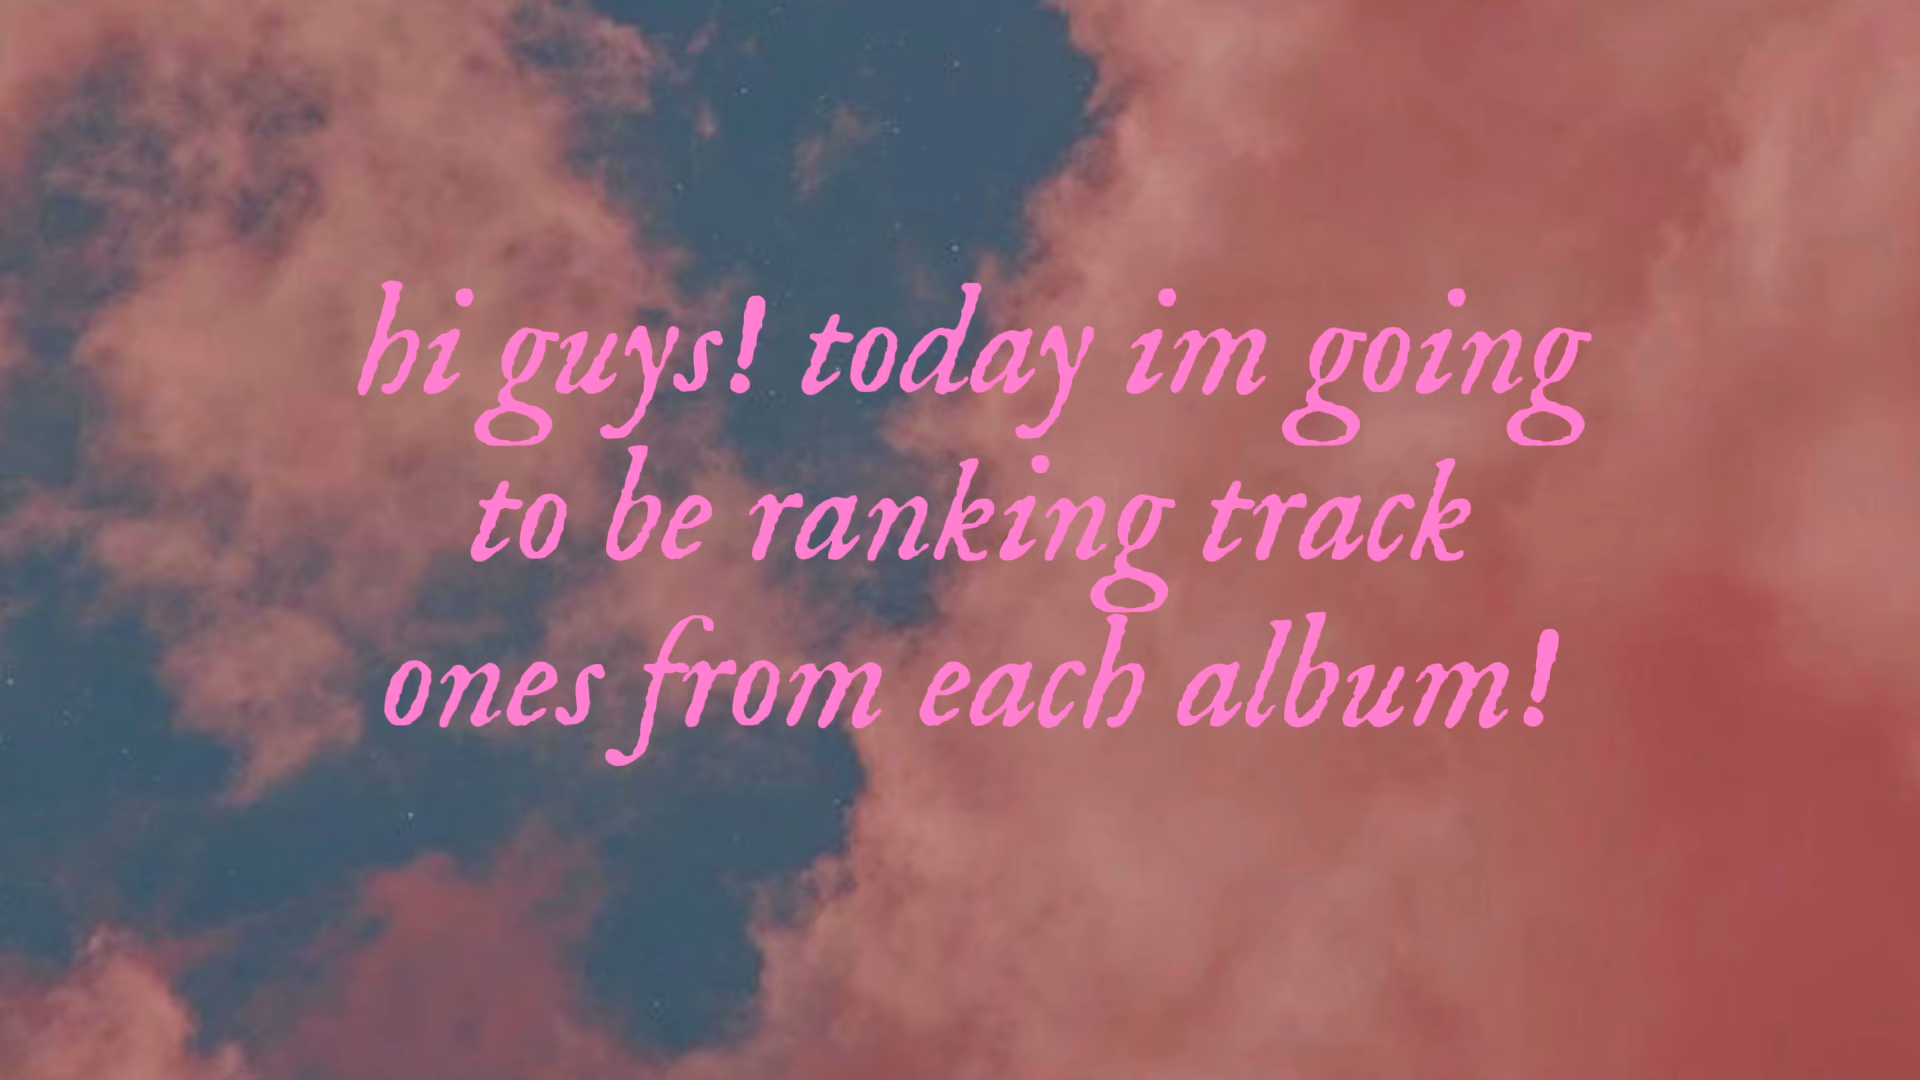 hi guys! today im going
to be ranking track
ones from each album!